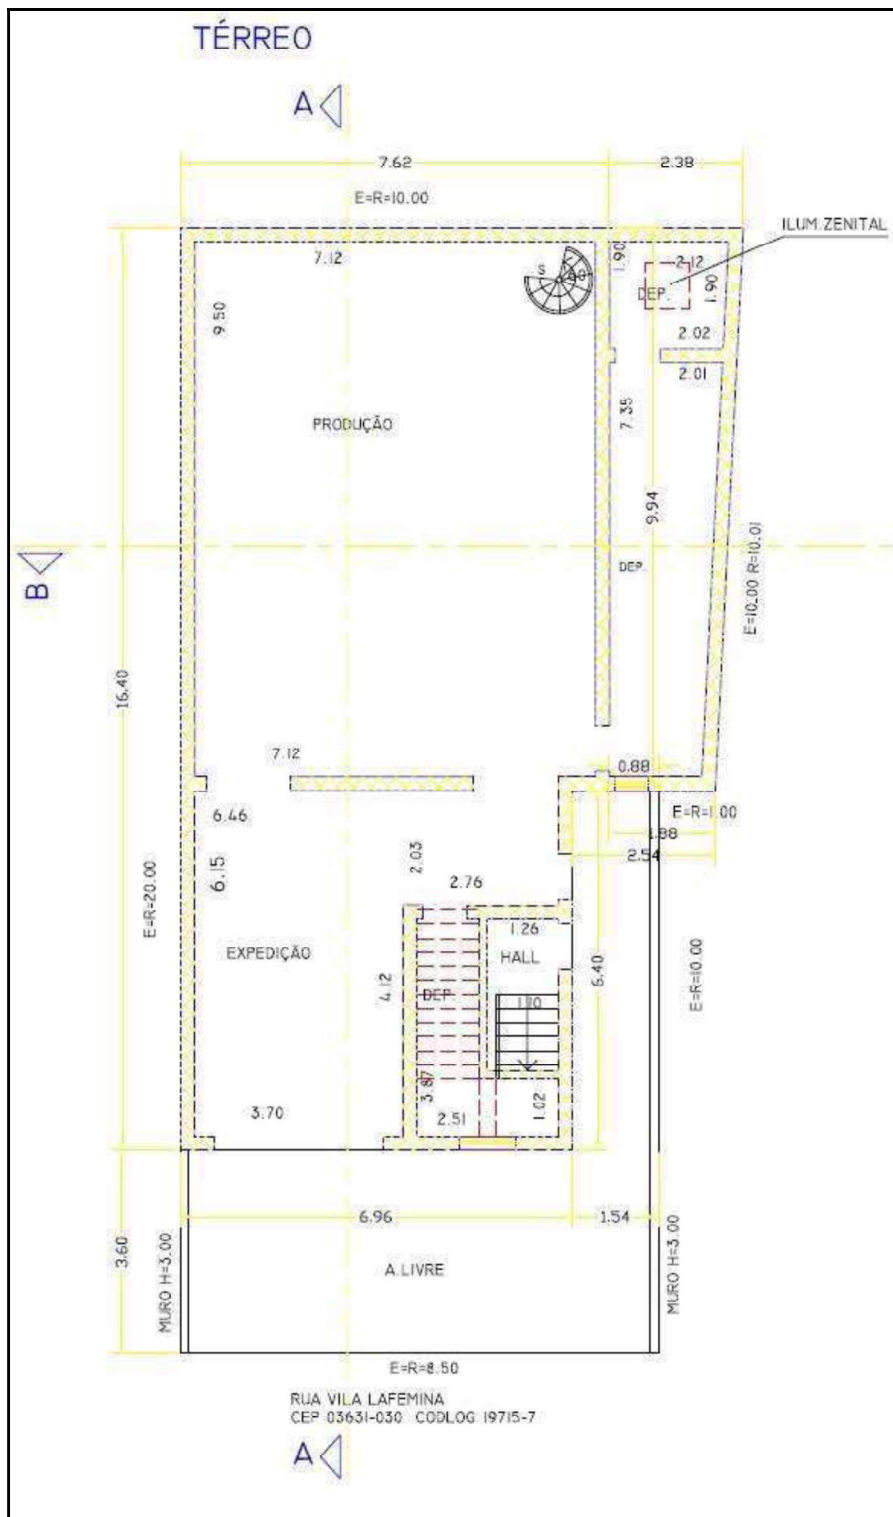 TÉRREO
A
7.62
2.38
E=R=10.00
ILUM.ZENITAL
7.12
1.90
2.12
S
DEP.
1.90
9.50
2.02
2.01
7.35
PRODUÇÃO
9.94
B
DEP.
E=10.00 R=10.01
16.40
7.12
0.88
6.46
E=R=1.00
1.88
2.03
2.54
6.15
2.76
E=R=20.00
1.26
EXPEDIÇÃO
HALL
6.40
E=R=10.00
4.12
DEP
1.10
3.87
3.70
2.51
1.02
6.96
1.54
3.60
MURO H=3.00
A.LIVRE
MURO H=3.00
E=R=8.50
RUA VILA LAFEMINA
CEP 03631-030 CODLOG 19715-7
A